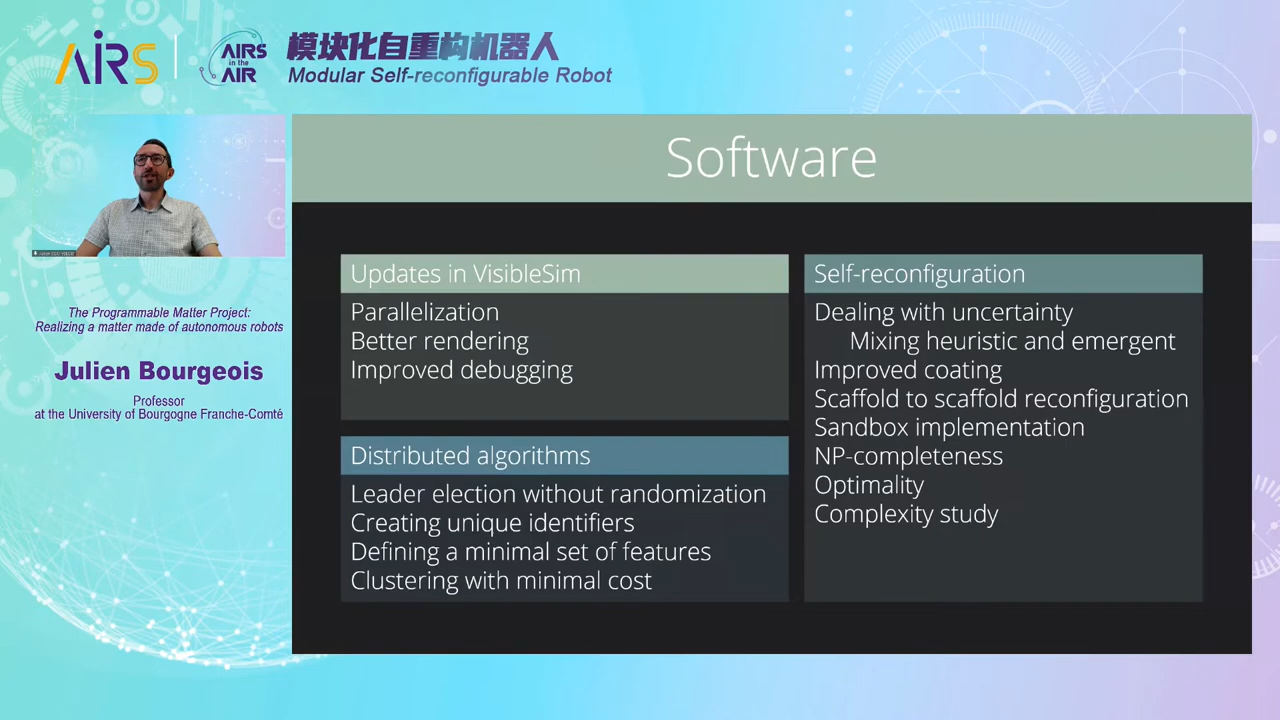 AIRS
AIRS
in the
AIR
模块化自重构机器人
Modular Self-reconfigurable Robot
The Programmable Matter Project:
Realizing a matter made of autonomous robots
Julien Bourgeois
Professor
at the University of Bourgogne Franche-Comté
Software
Updates in VisibleSim
Parallelization
Better rendering
Improved debugging
Distributed algorithms
Leader election without randomization
Creating unique identifiers
Defining a minimal set of features
Clustering with minimal cost
Self-reconfiguration
Dealing with uncertainty
Mixing heuristic and emergent
Improved coating
Scaffold to scaffold reconfiguration
Sandbox implementation
NP-completeness
Optimality
Complexity study